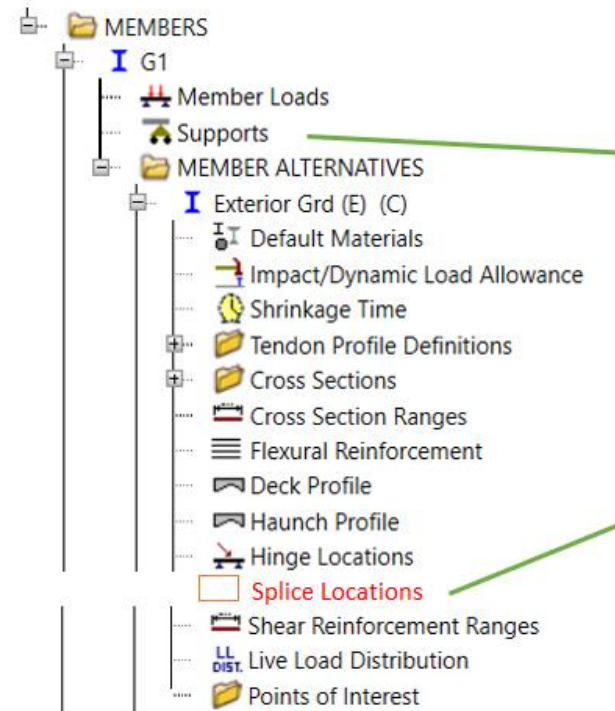 MEMBERS
G1
Member Loads
Supports
MEMBER ALTERNATIVES
Exterior Grd (E) (C)
Default Materials
Impact/Dynamic Load Allowance
Shrinkage Time
Tendon Profile Definitions
Cross Sections
Cross Section Ranges
Flexural Reinforcement
Deck Profile
Haunch Profile
Hinge Locations
Splice Locations
Shear Reinforcement Ranges
LL DIST. Live Load Distribution
Points of Interest